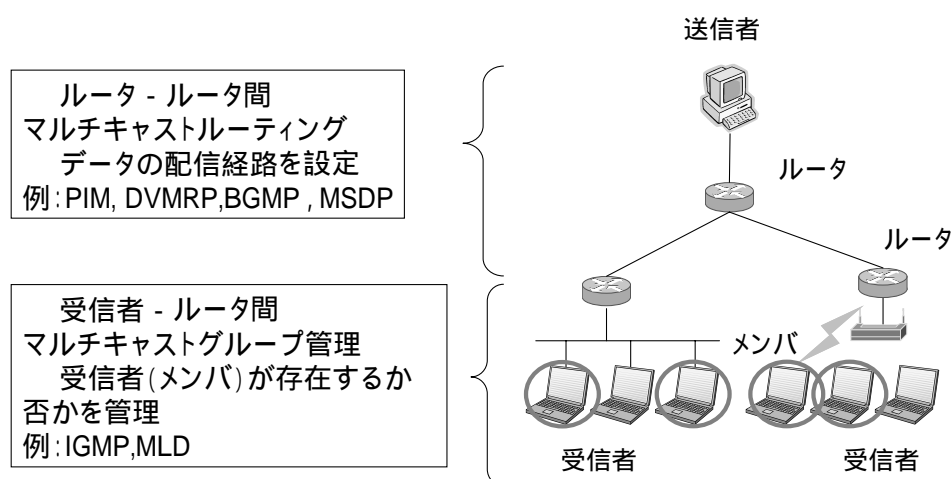 送信者
ルータ - ルータ間
マルチキャストルーティング
データの配信経路を設定
例:PIM, DVMRP,BGMP , MSDP
ルータ
ルータ
受信者 - ルータ間
マルチキャストグループ管理
受信者(メンバ)が存在するか
否かを管理
例:IGMP,MLD
メンバ
受信者
受信者